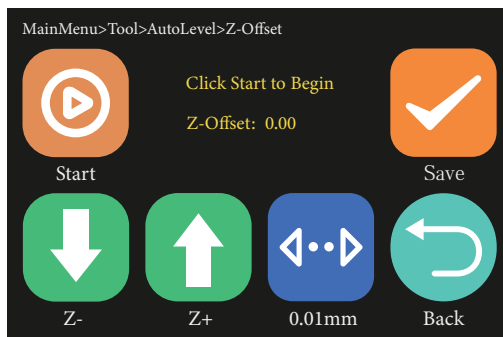 MainMenu>Tool>AutoLevel>Z-Offset
Click Start to Begin
Z-Offset: 0.00
Start
Save
Z-
Z+
0.01mm
Back